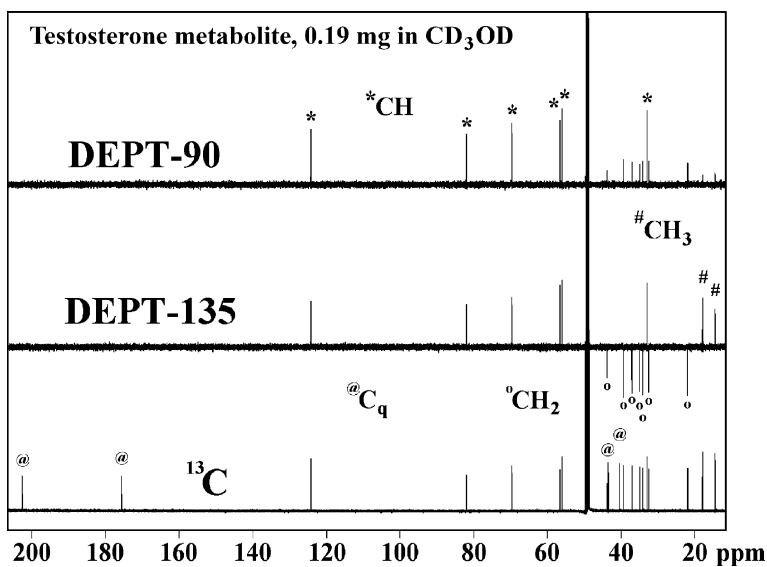 Testosterone metabolite, 0.19 mg in CD3OD
* *CH * * * * *
DEPT-90
#CH3
# #
DEPT-135
@Cq °CH2
o o o o o o o
@ @ 13C @ @
200 180 160 140 120 100 80 60 40 20 ppm